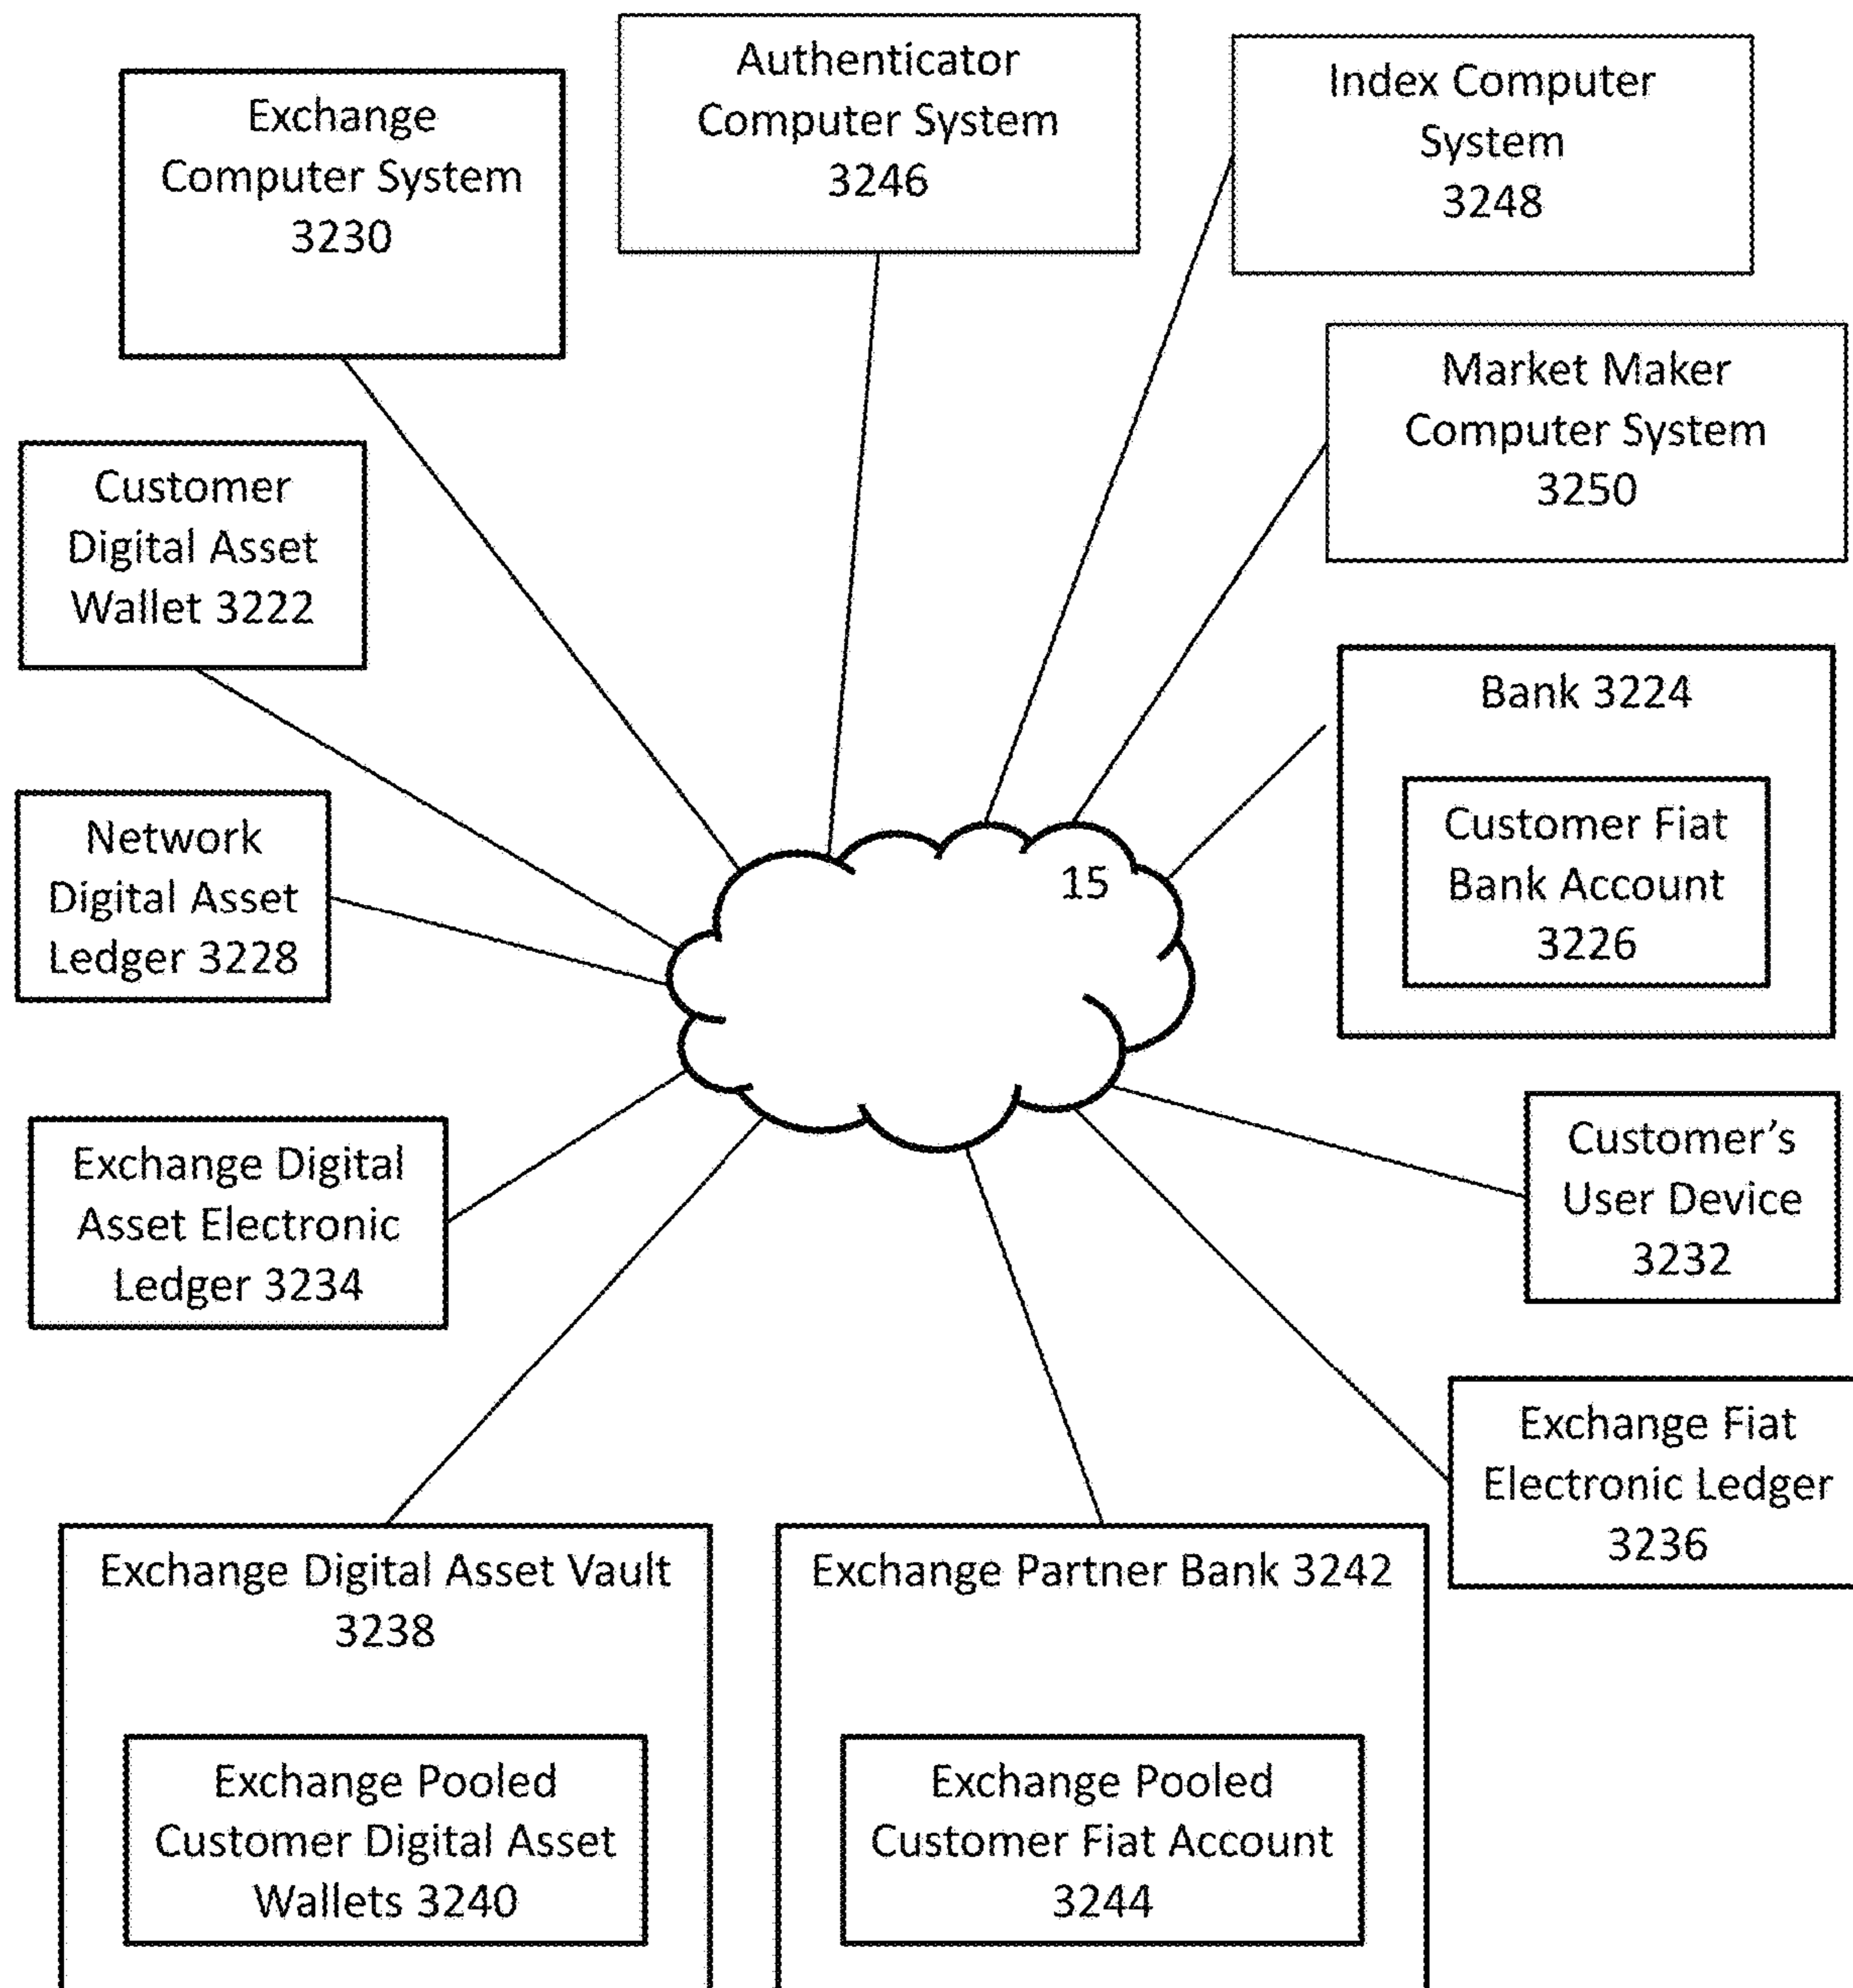 Exchange
Computer System
3230
Authenticator
Computer System
3246
Index Computer
System
3248
Market Maker
Computer System
3250
Customer
Digital Asset
Wallet 3222
Bank 3224
Customer Fiat
Bank Account
3226
Network
Digital Asset
Ledger 3228
15
Exchange Digital
Asset Electronic
Ledger 3234
Customer’s
User Device
3232
Exchange Fiat
Electronic Ledger
3236
Exchange Digital Asset Vault
3238
Exchange Pooled
Customer Digital Asset
Wallets 3240
Exchange Partner Bank 3242
Exchange Pooled
Customer Fiat Account
3244